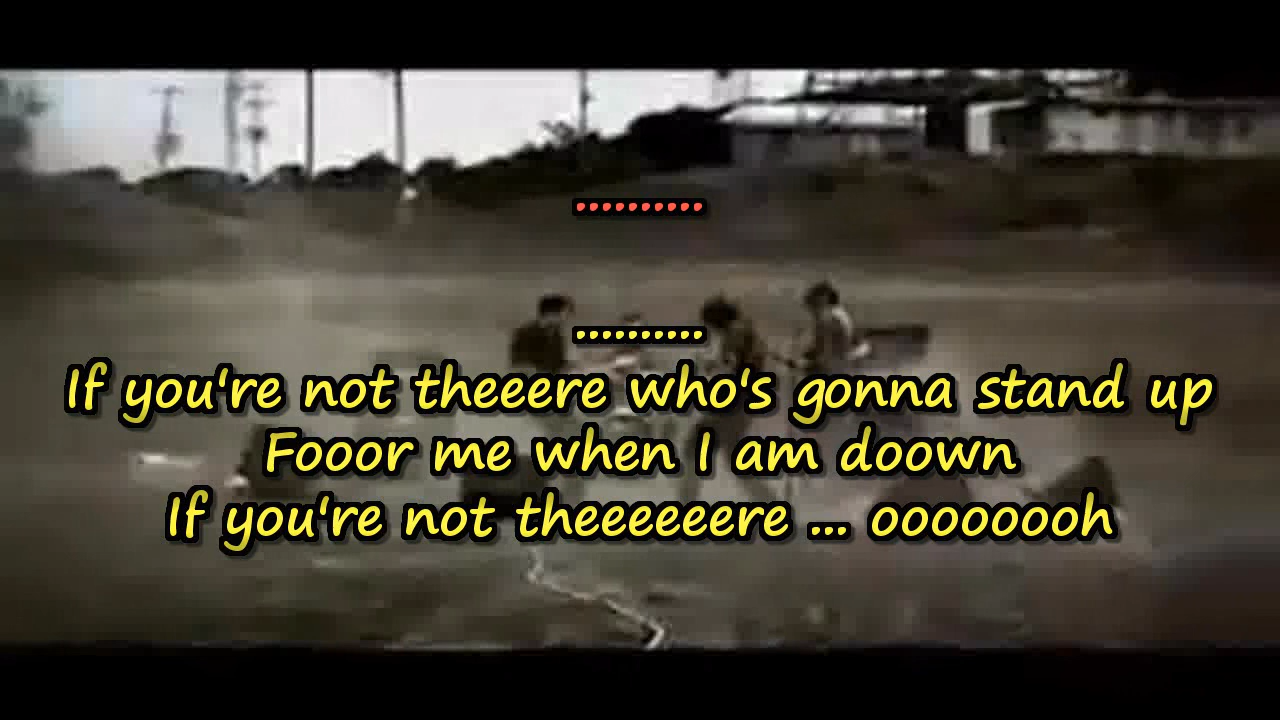 ..........
..........
If you're not theeere who's gonna stand up
Fooor me when I am doown
If you're not theeeeeere ... oooooooh